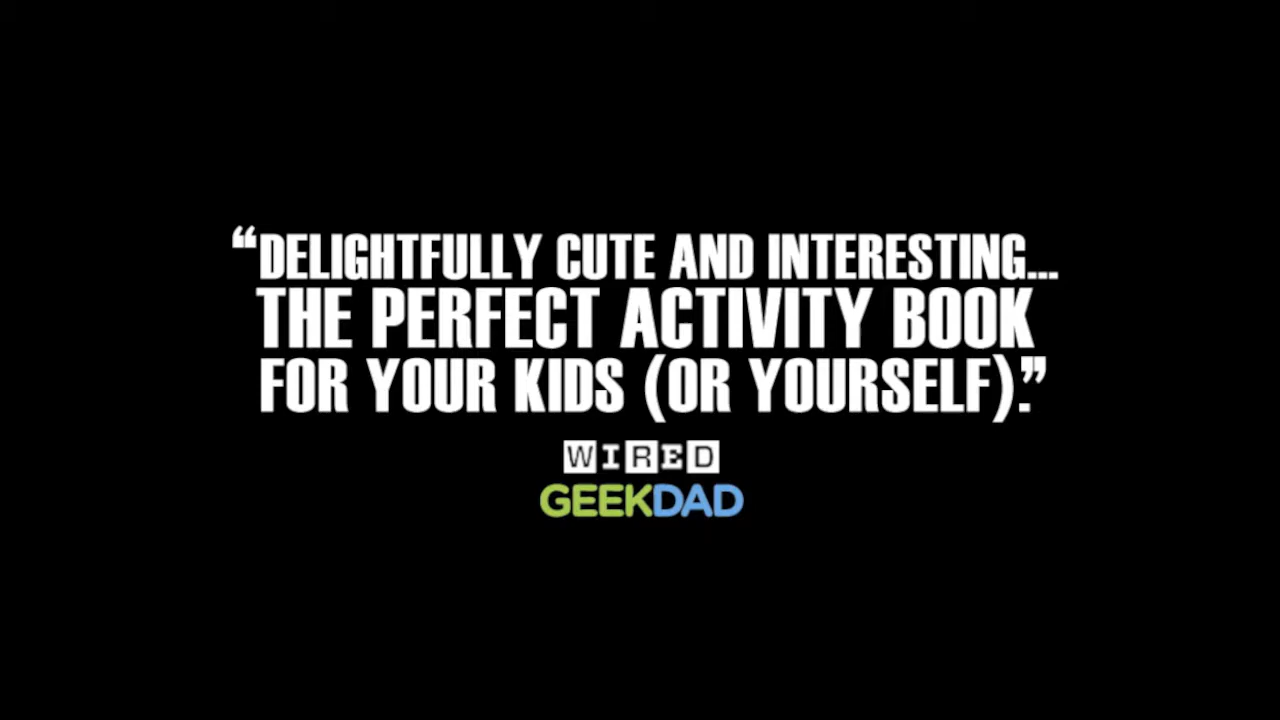 “DELIGHTFULLY CUTE AND INTERESTING...
THE PERFECT ACTIVITY BOOK
FOR YOUR KIDS (OR YOURSELF).”
WIRED
GEEKDAD